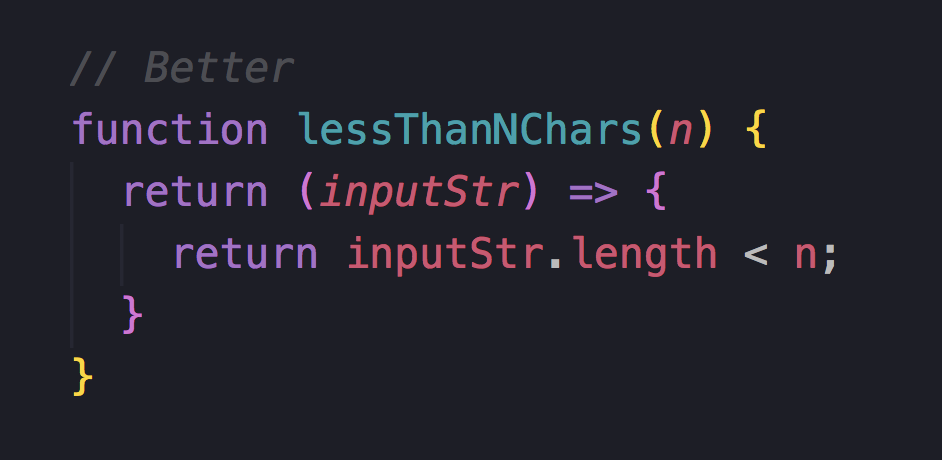 // Better
function lessThanNChars(n) {
  return (inputStr) => {
    return inputStr.length < n;
  }
}